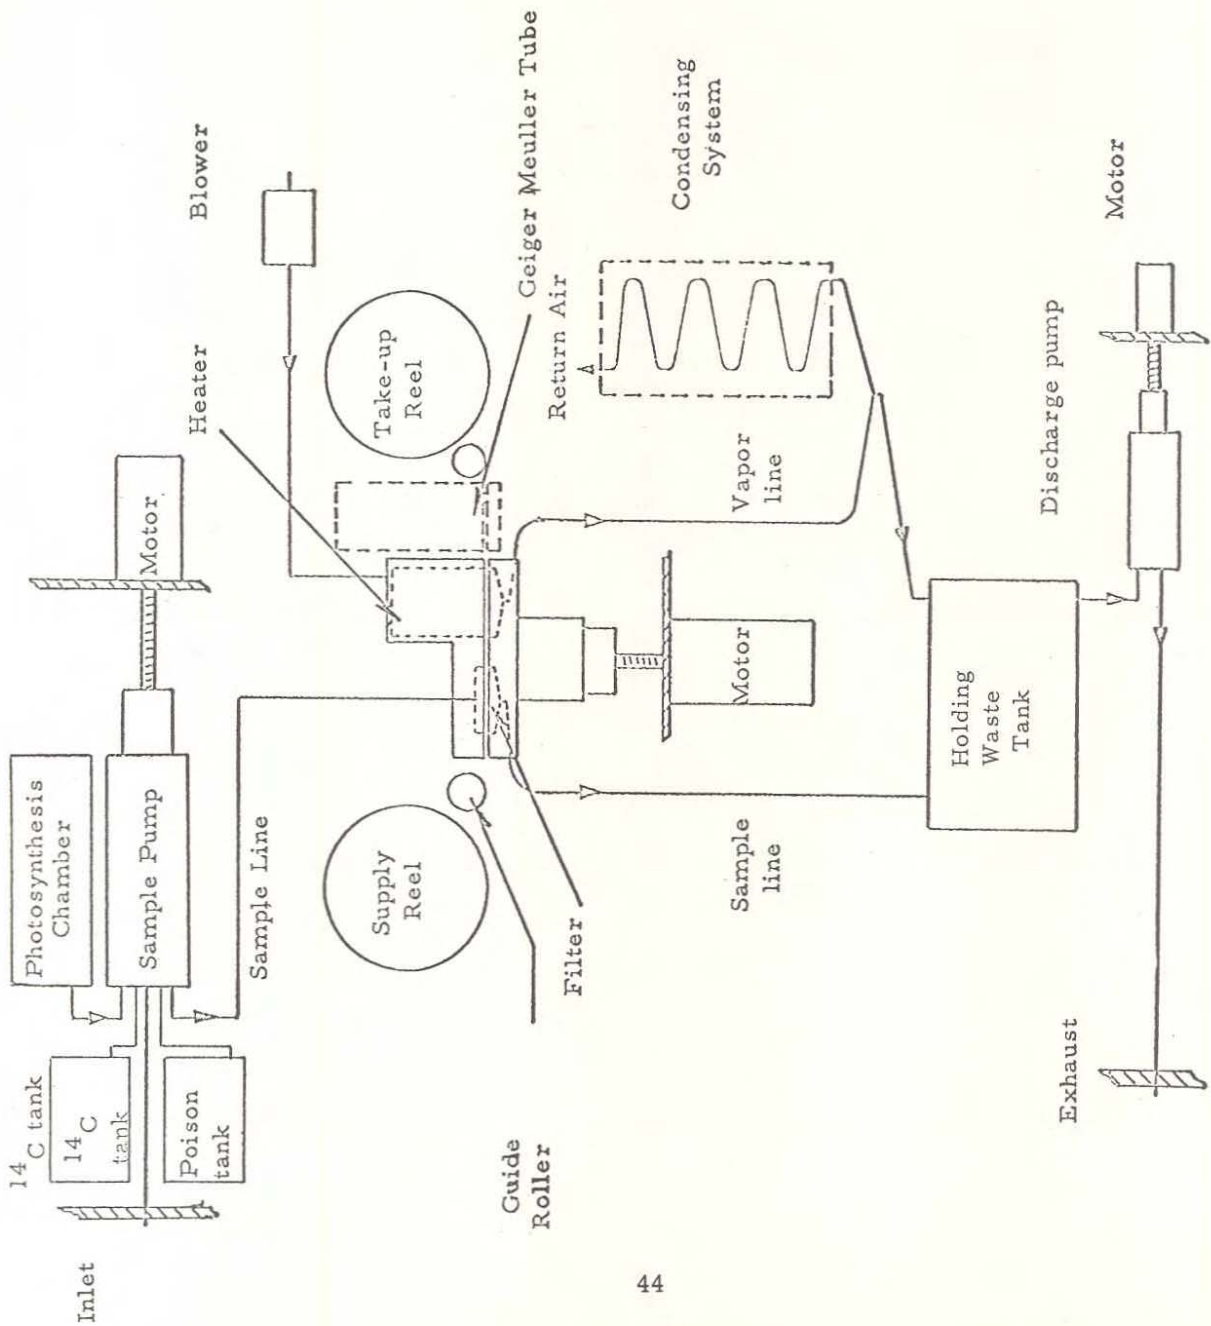 Inlet
14C tank
14C
tank
Poison
tank
Photosynthesis
Chamber
Sample Pump
Sample Line
Motor
Heater
Blower
Guide
Roller
Filter
Supply
Reel
Take-up
Reel
Geiger Meuller Tube
Return Air
Condensing
System
Motor
Sample
line
Vapor
line
Holding
Waste
Tank
Discharge pump
Motor
Exhaust
44